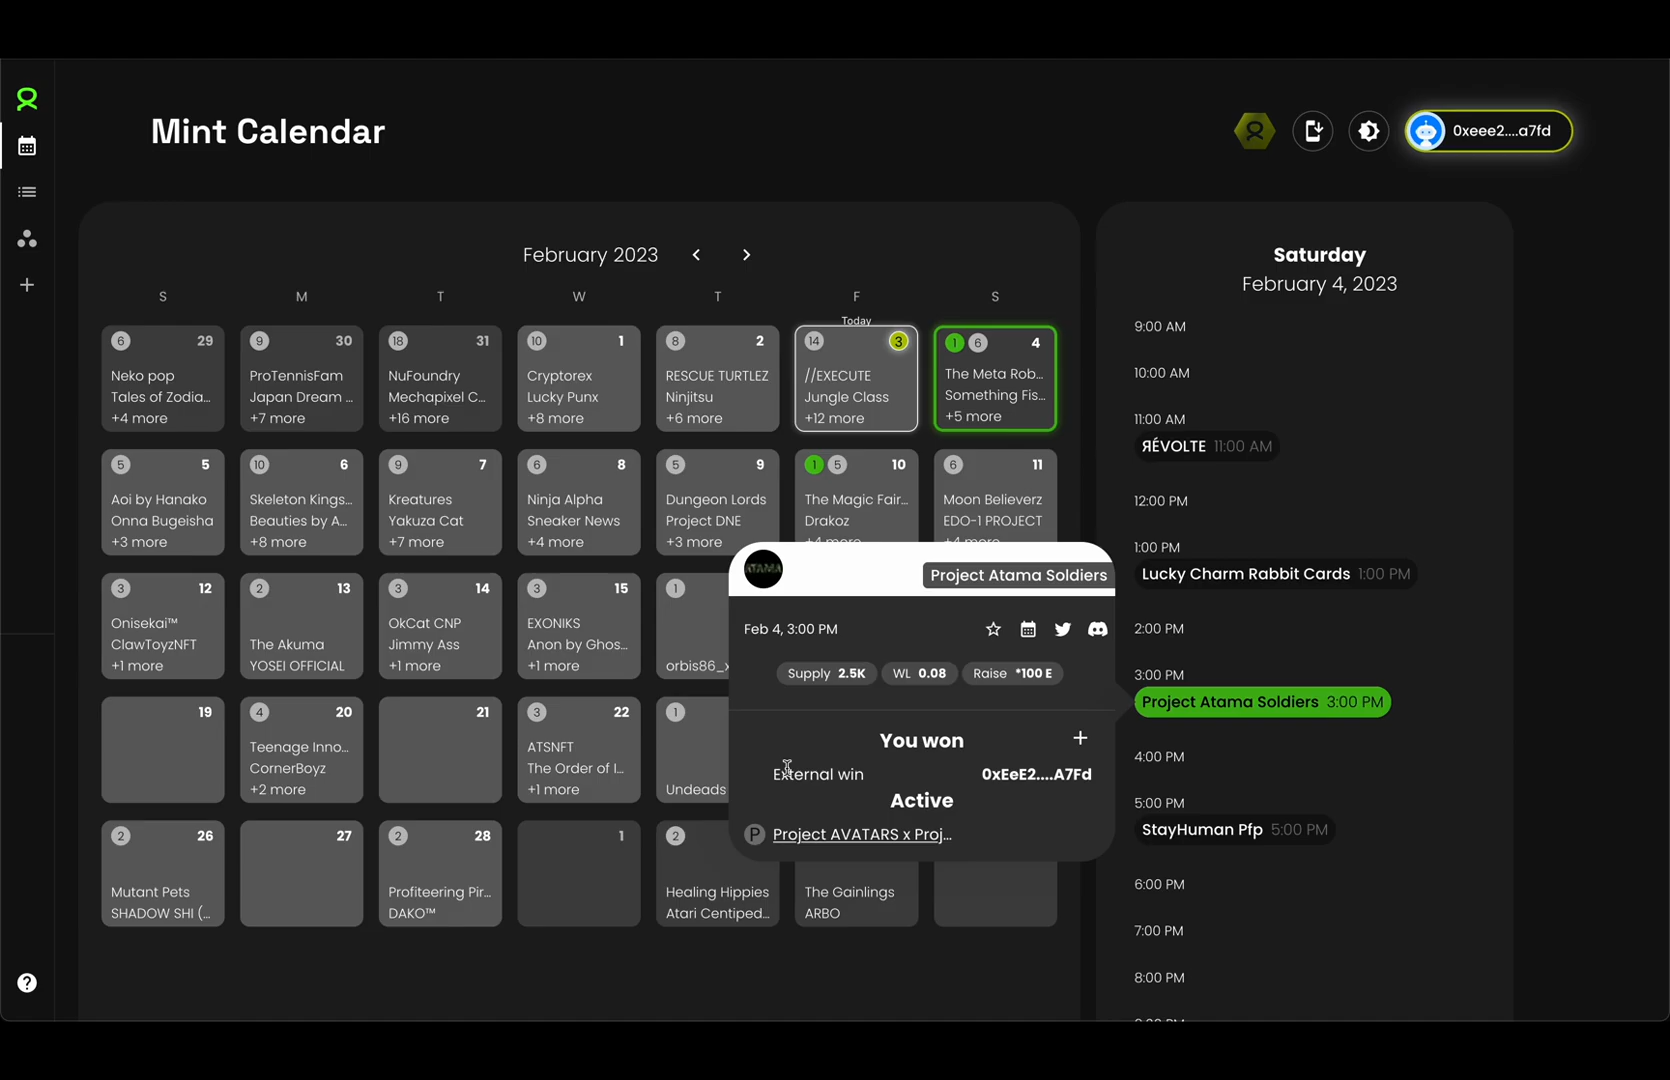 Mint Calendar
0xeee2....a7fd
February 2023
S M T W T F S
Today
6 29
Neko pop
Tales of Zodia...
+4 more
9 30
ProTennisFam
Japan Dream ...
+7 more
18 31
NuFoundry
Mechapixel C...
+16 more
10 1
Cryptorex
Lucky Punx
+8 more
8 2
RESCUE TURTLEZ
Ninjitsu
+6 more
14 3
//EXECUTE
Jungle Class
+12 more
1 6 4
The Meta Rob...
Something Fis...
+5 more
5 5
Aoi by Hanako
Onna Bugeisha
+3 more
10 6
Skeleton Kings...
Beauties by A...
+8 more
9 7
Kreatures
Yakuza Cat
+7 more
6 8
Ninja Alpha
Sneaker News
+4 more
5 9
Dungeon Lords
Project DNE
+3 more
1 5 10
The Magic Fair...
Drakoz
+4 more
6 11
Moon Believerz
EDO-1 PROJECT
+4 more
3 12
Onisekai™
ClawToyzNFT
+1 more
2 13
The Akuma
YOSEI OFFICIAL
3 14
OkCat CNP
Jimmy Ass
+1 more
3 15
EXONIKS
Anon by Ghos...
+1 more
1
orbis86_x
19
4 20
Teenage Inno...
CornerBoyz
+2 more
21
3 22
ATSNFT
The Order of I...
+1 more
1
Undeads
2 26
Mutant Pets
SHADOW SHI (...
27
2 28
Profiteering Pir...
DAKO™
1
2
Healing Hippies
Atari Centiped...
The Gainlings
ARBO
ATAMA
Project Atama Soldiers
Feb 4, 3:00 PM
Supply 2.5K
WL 0.08
Raise *100 E
You won
External win 0xEeE2....A7Fd
Active
P Project AVATARS x Proj...
Saturday
February 4, 2023
9:00 AM
10:00 AM
11:00 AM
ЯÉVOLTE 11:00 AM
12:00 PM
1:00 PM
Lucky Charm Rabbit Cards 1:00 PM
2:00 PM
3:00 PM
Project Atama Soldiers 3:00 PM
4:00 PM
5:00 PM
StayHuman Pfp 5:00 PM
6:00 PM
7:00 PM
8:00 PM